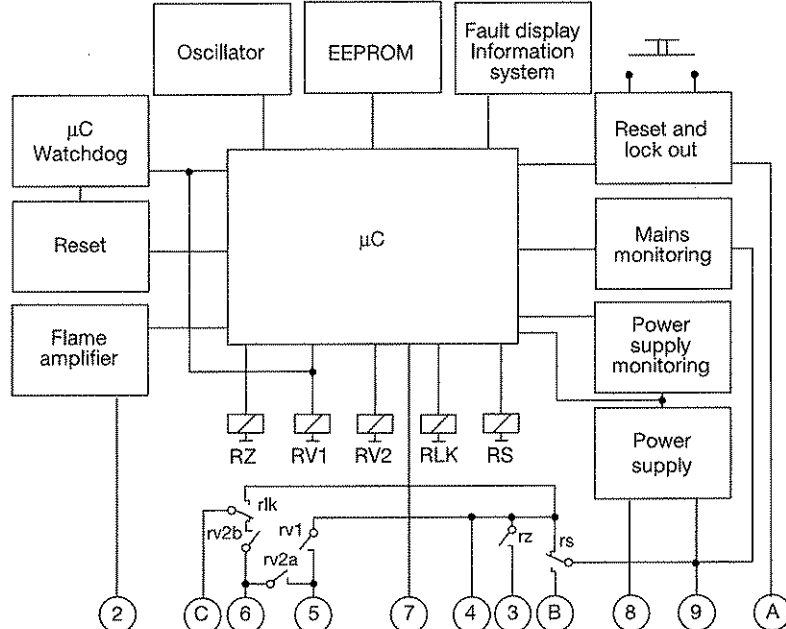 Oscillator
EEPROM
Fault display
Information
system
µC
Watchdog
Reset and
lock out
Reset
µC
Mains
monitoring
Flame
amplifier
Power
supply
monitoring
Power
supply
RZ
RV1
RV2
RLK
RS
rlk
rv2b
rv1
rv2a
rz
rs
2
C
6
5
7
4
3
B
8
9
A